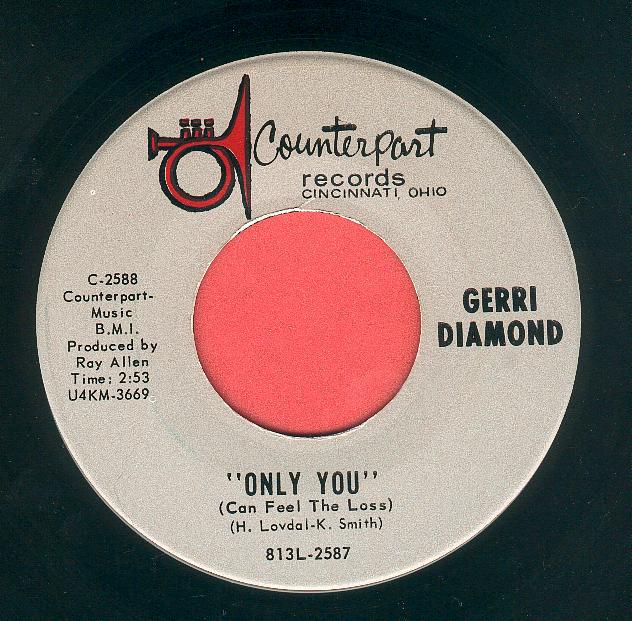 Counterpart
records
CINCINNATI, OHIO
C-2588
Counterpart-
Music
B.M.I.
Produced by
Ray Allen
Time: 2:53
U4KM-3669
GERRI
DIAMOND
"ONLY YOU"
(Can Feel The Loss)
(H. Lovdal-K. Smith)
813L-2587